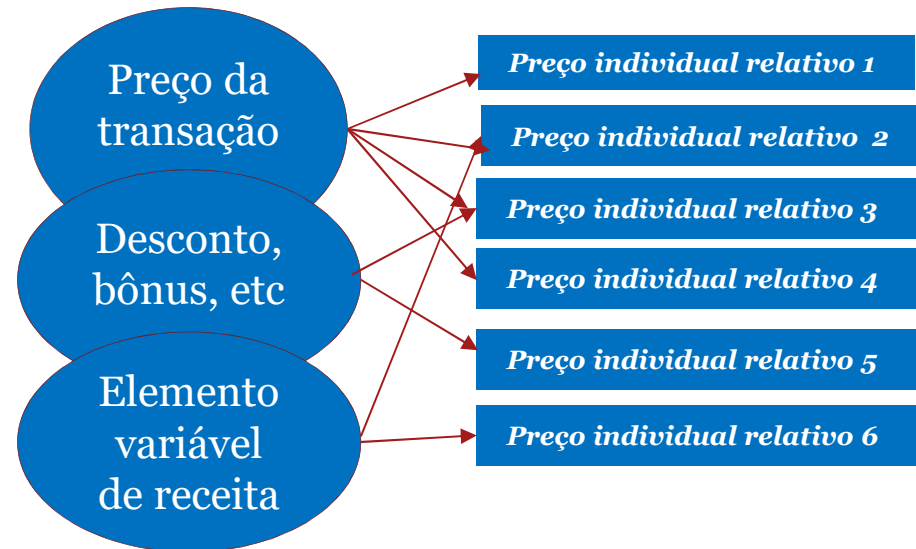 Preço da
transação
Desconto,
bônus, etc
Elemento
variável
de receita
Preço individual relativo 1
Preço individual relativo 2
Preço individual relativo 3
Preço individual relativo 4
Preço individual relativo 5
Preço individual relativo 6